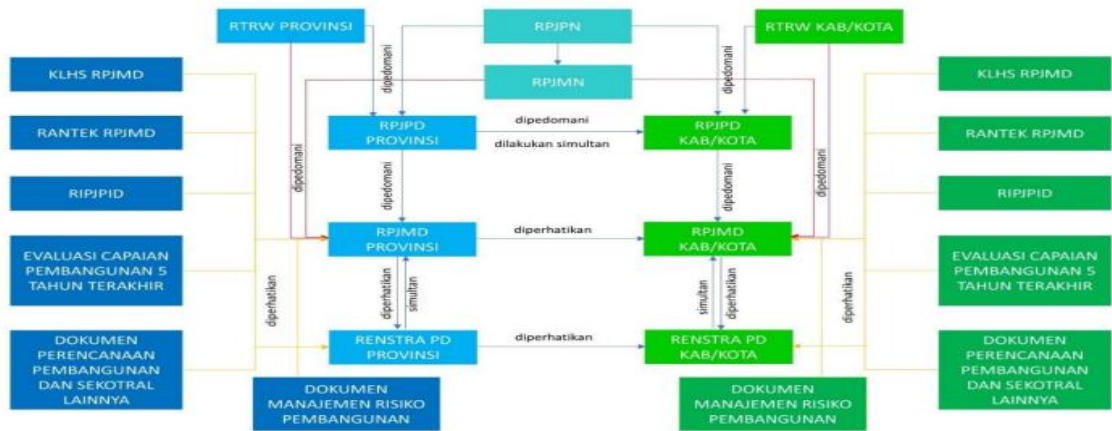 RTRW PROVINSI
RPJPN
RTRW KAB/KOTA
dipedomani
dipedomani
KLHS RPJMD
RPJMN
KLHS RPJMD
RANTEK RPJMD
RPJPD
PROVINSI
dipedomani
dilakukan simultan
RPJPD
KAB/KOTA
RANTEK RPJMD
dipedomani
dipedomani
dipedomani
dipedomani
RIPJPID
RIPJPID
EVALUASI CAPAIAN
PEMBANGUNAN 5
TAHUN TERAKHIR
RPJMD
PROVINSI
diperhatikan
RPJMD
KAB/KOTA
EVALUASI CAPAIAN
PEMBANGUNAN 5
TAHUN TERAKHIR
diperhatikan
diperhatikan
simultan
simultan
diperhatikan
diperhatikan
DOKUMEN
PERENCANAAN
PEMBANGUNAN
DAN SEKOTRAL
LAINNYA
RENSTRA PD
PROVINSI
diperhatikan
RENSTRA PD
KAB/KOTA
DOKUMEN
PERENCANAAN
PEMBANGUNAN
DAN SEKOTRAL
LAINNYA
DOKUMEN
MANAJEMEN RISIKO
PEMBANGUNAN
DOKUMEN
MANAJEMEN RISIKO
PEMBANGUNAN